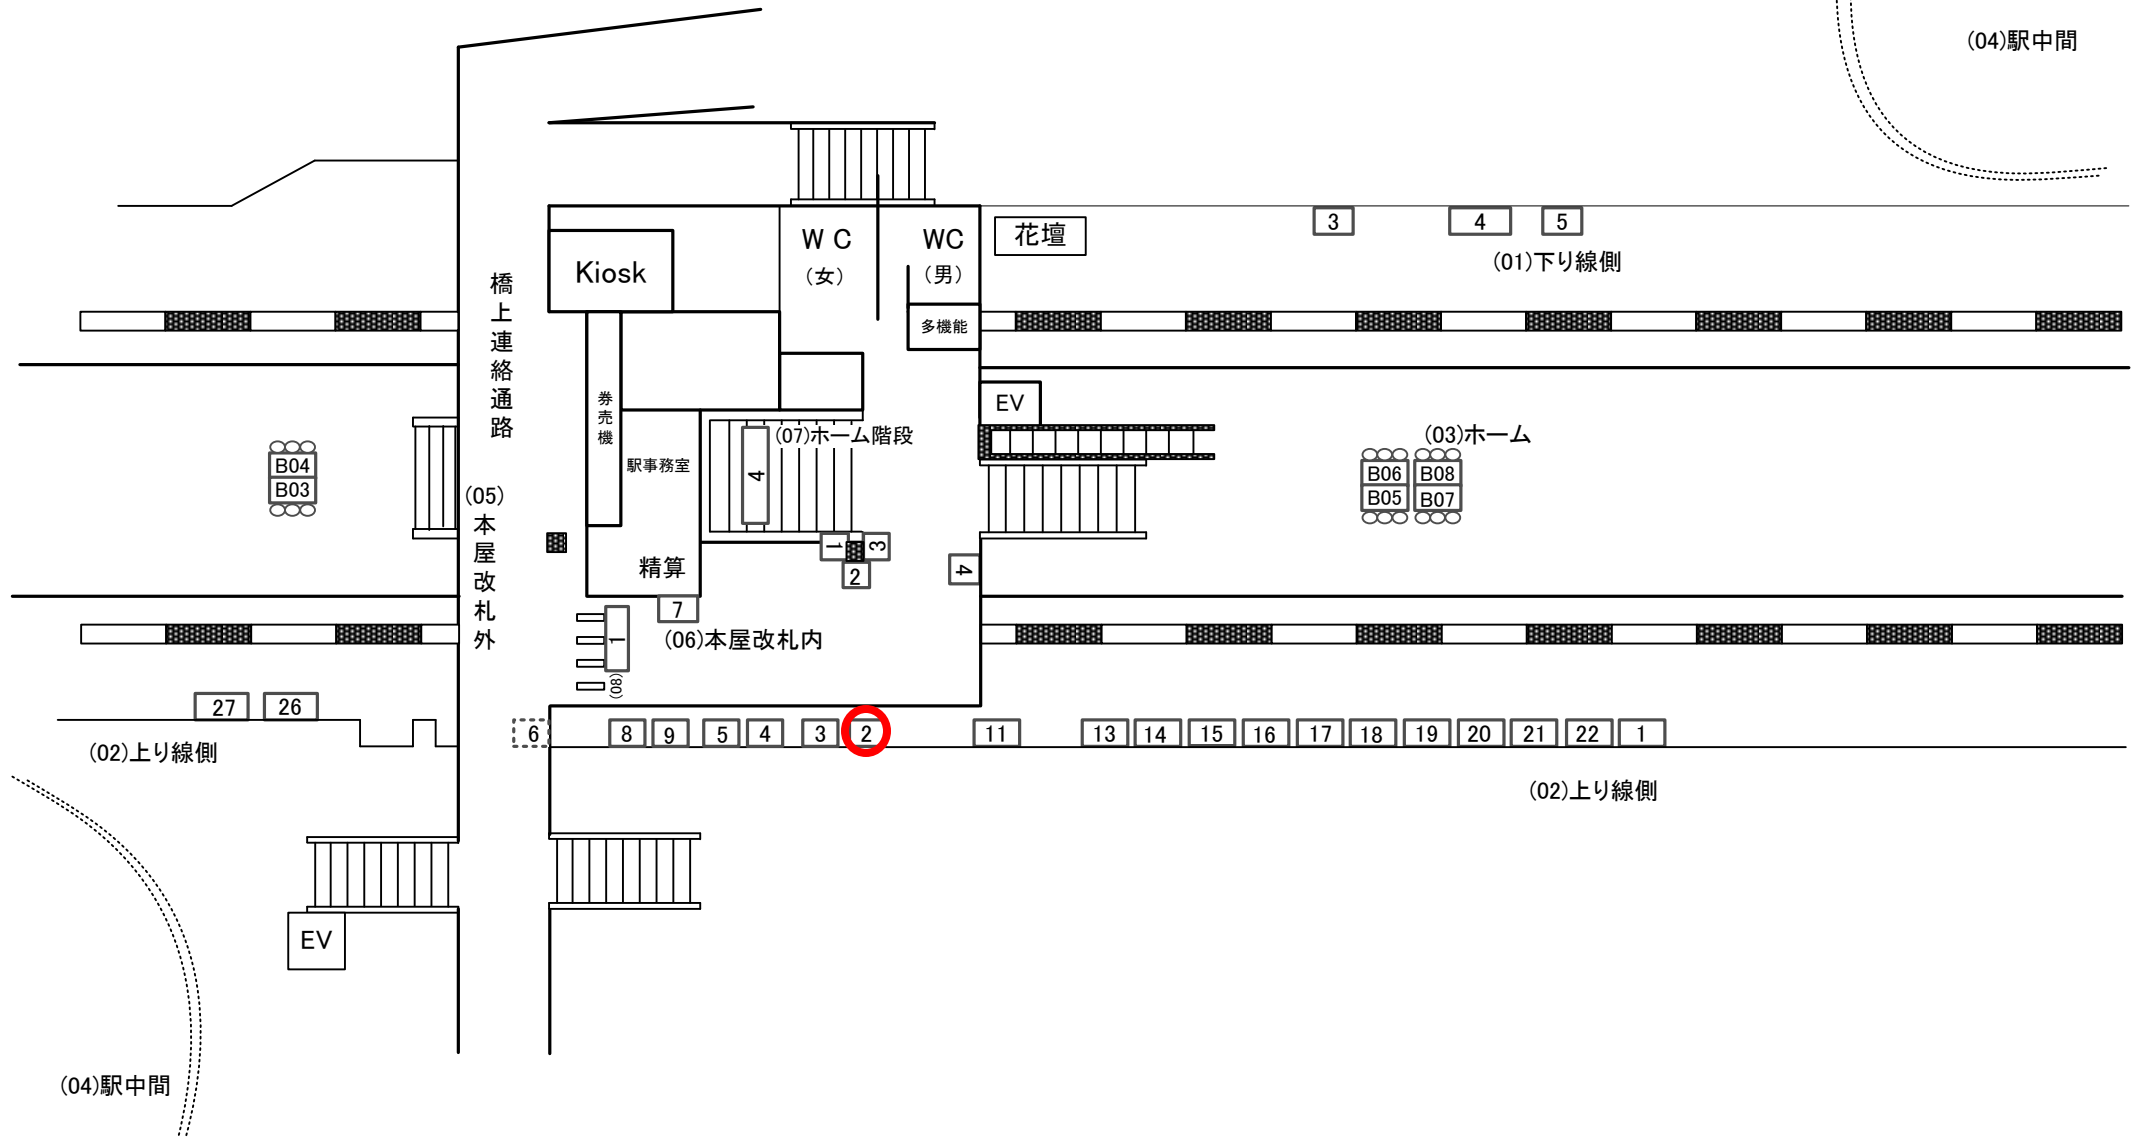 (04)駅中間
3
4
5
(01)下り線側
花壇
W C
(女)
WC
(男)
多機能
Kiosk
橋上連絡通路
券売機
駅事務室
精算
(07)ホーム階段
4
EV
(03)ホーム
B04
B03
B06
B05
B08
B07
(05)
本屋改札外
1
3
2
4
7
1
(06)本屋改札内
(08)
27
26
(02)上り線側
6
8
9
5
4
3
2
11
13
14
15
16
17
18
19
20
21
22
1
(02)上り線側
EV
(04)駅中間